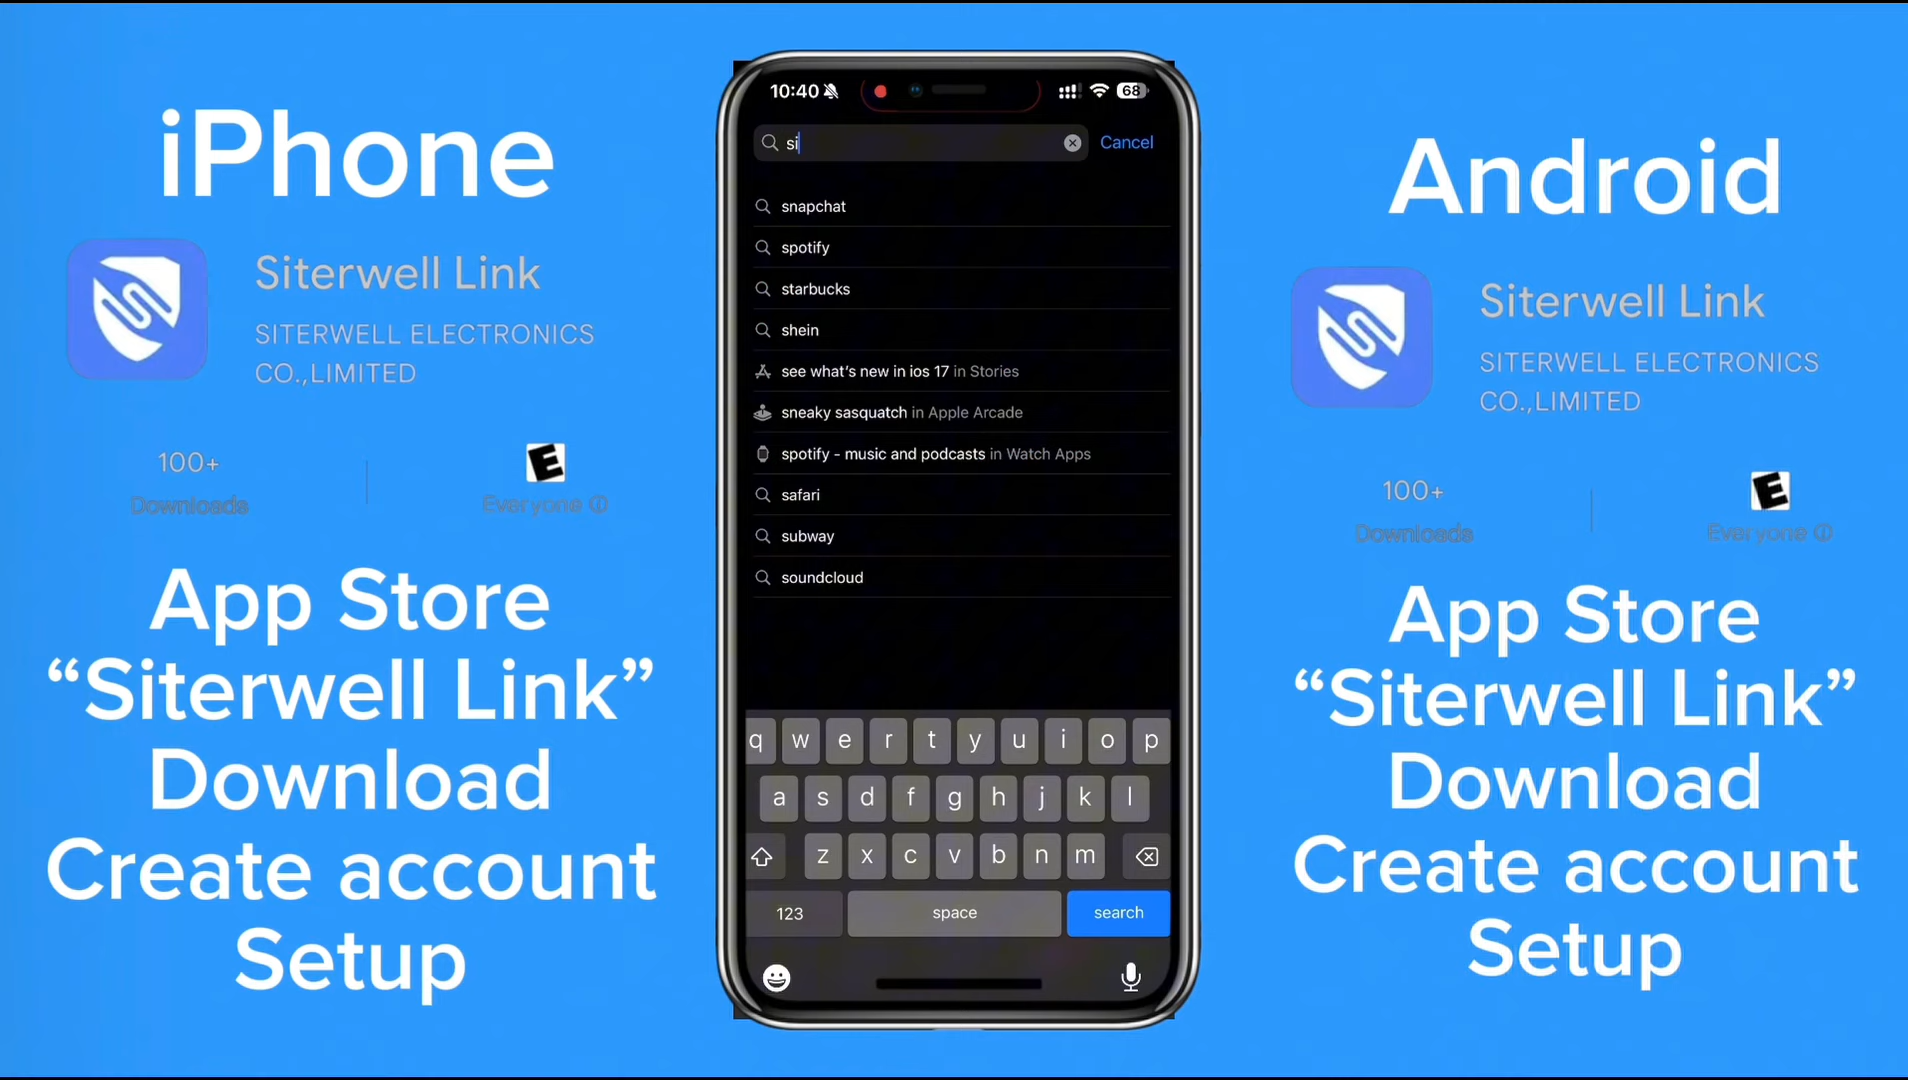 iPhone
Siterwell Link
SITERWELL ELECTRONICS
CO.,LIMITED
100+
Downloads
E
Everyone
App Store
“Siterwell Link”
Download
Create account
Setup
10:40
68
si
Cancel
snapchat
spotify
starbucks
shein
see what's new in ios 17 in Stories
sneaky sasquatch in Apple Arcade
spotify - music and podcasts in Watch Apps
safari
subway
soundcloud
q w e r t y u i o p
a s d f g h j k l
z x c v b n m
123 space search
Android
Siterwell Link
SITERWELL ELECTRONICS
CO.,LIMITED
100+
Downloads
E
Everyone
App Store
“Siterwell Link”
Download
Create account
Setup